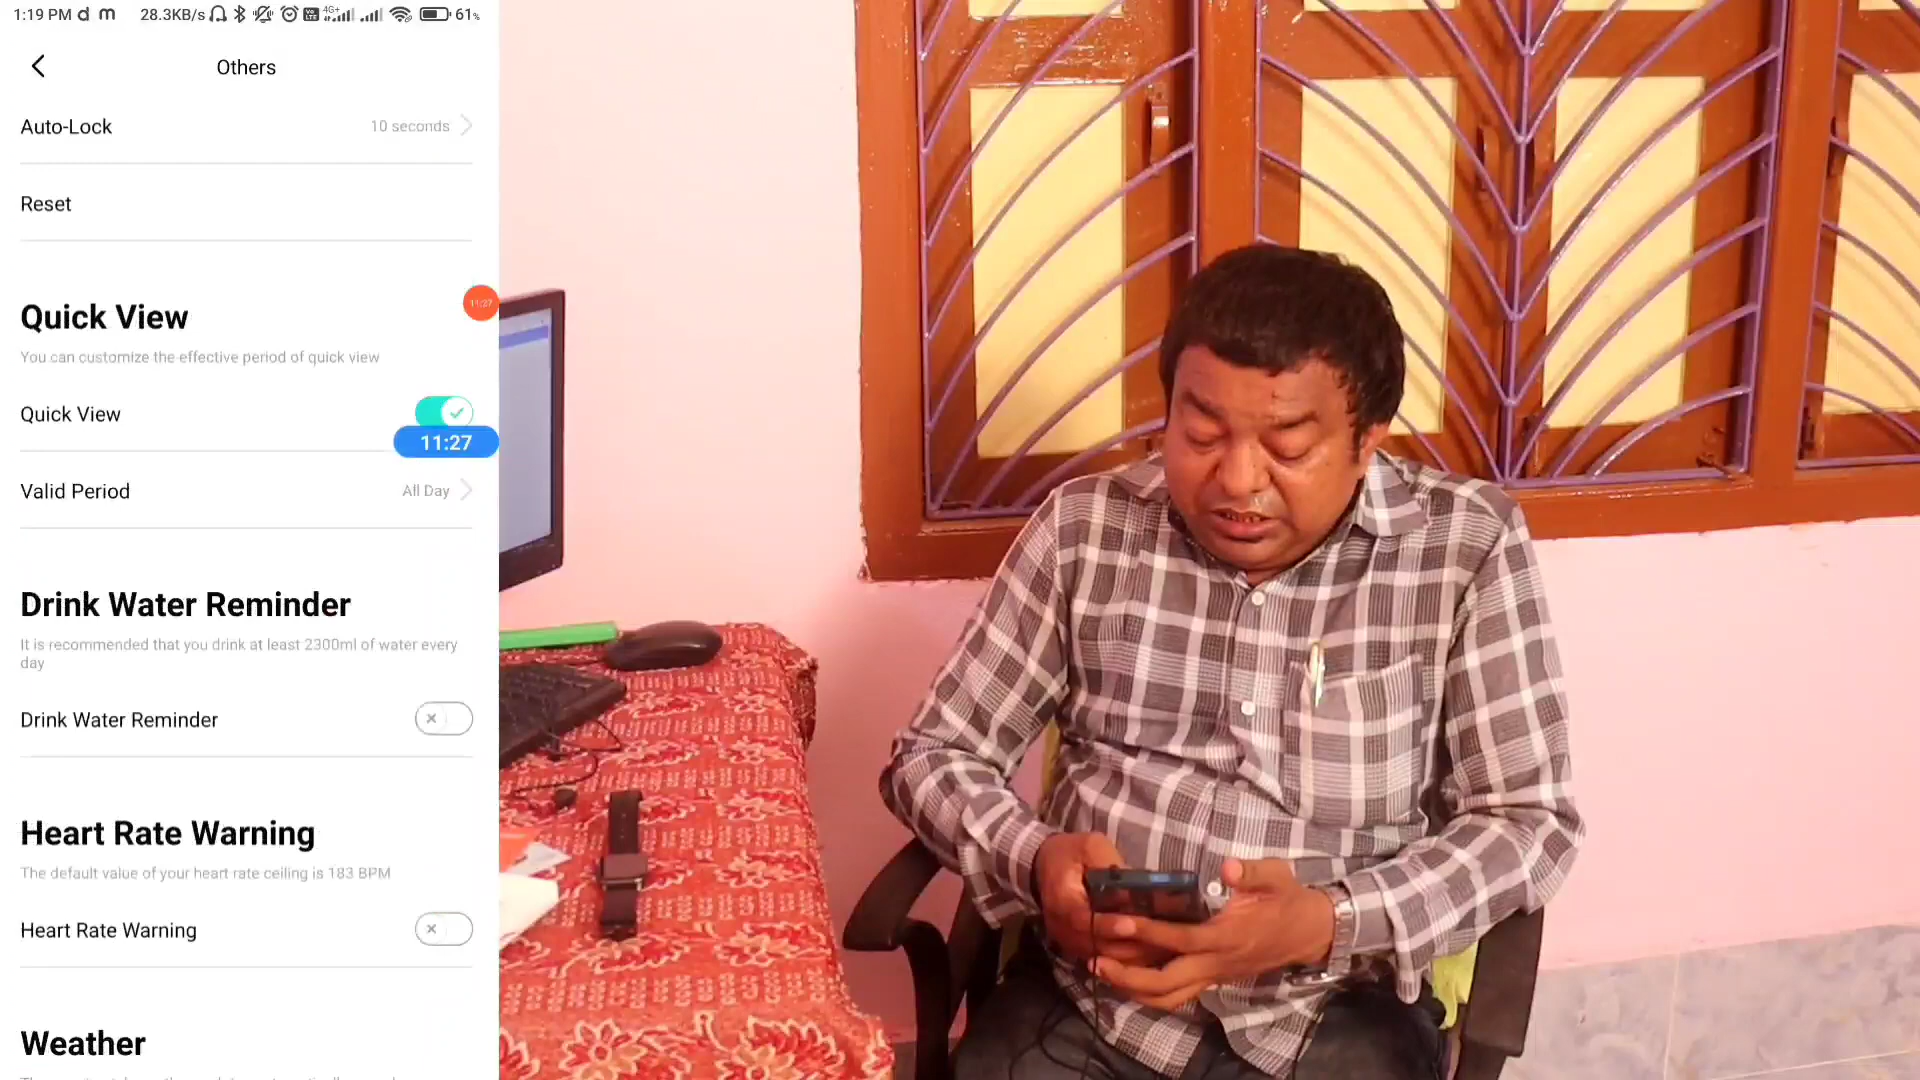 1:19 PM d m 28.3KB/s 4G+ 61%
Others
Auto-Lock 10 seconds
Reset
11:27
Quick View
You can customize the effective period of quick view
Quick View
11:27
Valid Period All Day
Drink Water Reminder
It is recommended that you drink at least 2300ml of water every
day
Drink Water Reminder
Heart Rate Warning
The default value of your heart rate ceiling is 183 BPM
Heart Rate Warning
Weather